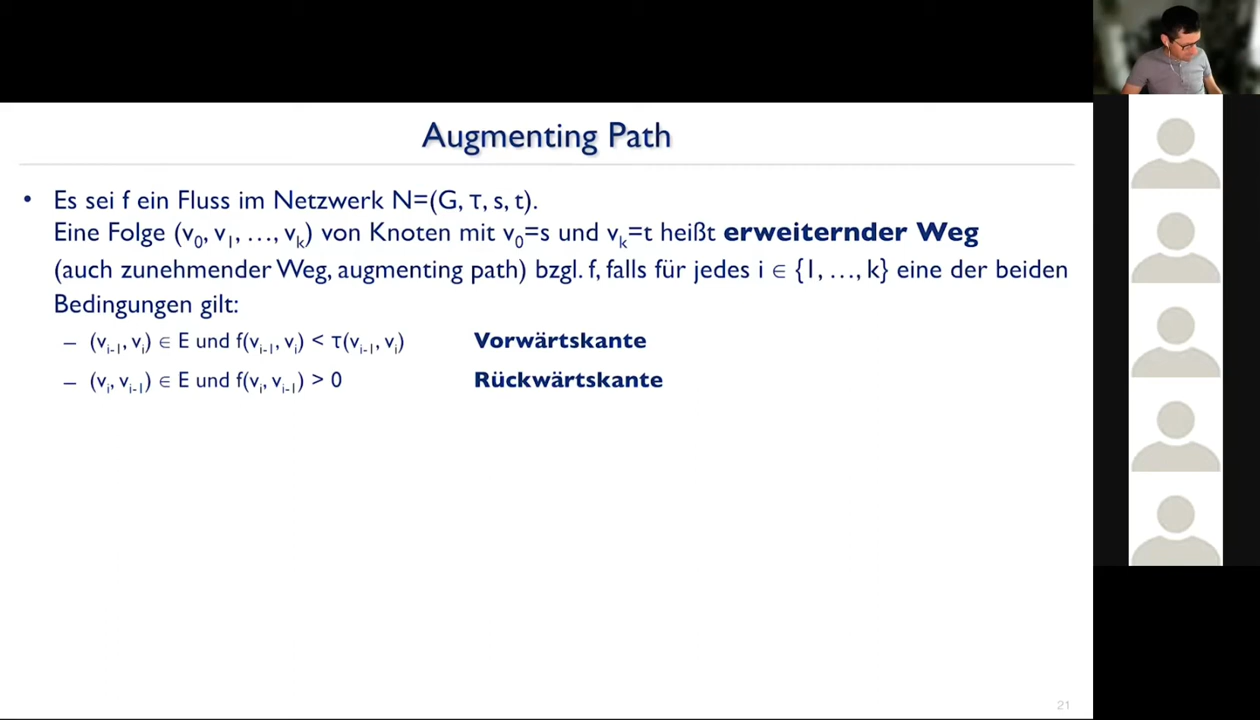 Augmenting Path
• Es sei f ein Fluss im Netzwerk N=(G, τ, s, t).
Eine Folge (v₀, v₁, …, vₖ) von Knoten mit v₀=s und vₖ=t heißt erweiternder Weg
(auch zunehmender Weg, augmenting path) bzgl. f, falls für jedes i ∈ {1, …, k} eine der beiden
Bedingungen gilt:
– (vᵢ₋₁, vᵢ) ∈ E und f(vᵢ₋₁, vᵢ) < τ(vᵢ₋₁, vᵢ) Vorwärtskante
– (vᵢ, vᵢ₋₁) ∈ E und f(vᵢ, vᵢ₋₁) > 0 Rückwärtskante
21